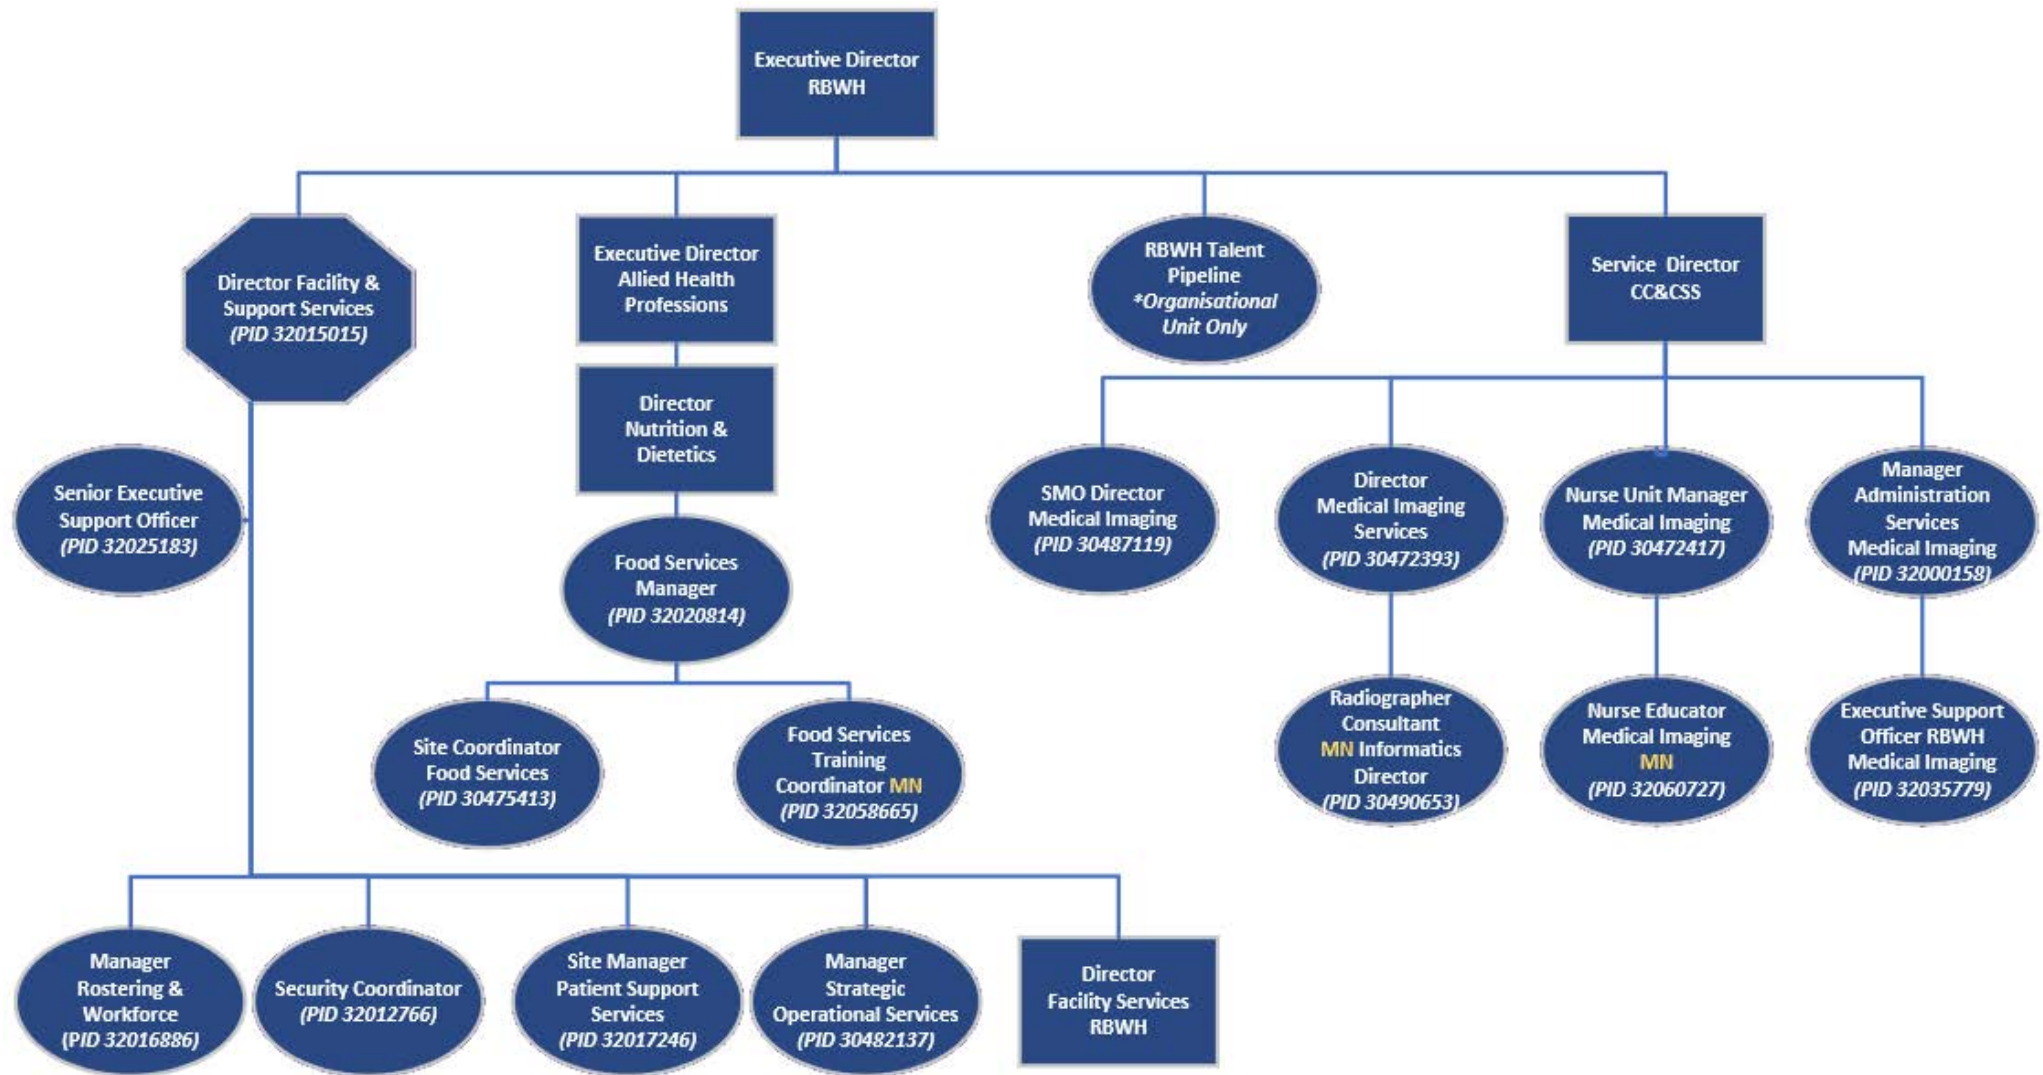 Executive Director
RBWH
Director Facility &
Support Services
(PID 32015015)
Executive Director
Allied Health
Professions
RBWH Talent
Pipeline
*Organisational
Unit Only
Service Director
CC&CSS
Director
Nutrition &
Dietetics
Senior Executive
Support Officer
(PID 32025183)
Food Services
Manager
(PID 32020814)
SMO Director
Medical Imaging
(PID 30487119)
Director
Medical Imaging
Services
(PID 30472393)
Nurse Unit Manager
Medical Imaging
(PID 30472417)
Manager
Administration
Services
Medical Imaging
(PID 32000158)
Site Coordinator
Food Services
(PID 30475413)
Food Services
Training
Coordinator MN
(PID 32058665)
Radiographer
Consultant
MN Informatics
Director
(PID 30490653)
Nurse Educator
Medical Imaging
MN
(PID 32060727)
Executive Support
Officer RBWH
Medical Imaging
(PID 32035779)
Manager
Rostering &
Workforce
(PID 32016886)
Security Coordinator
(PID 32012766)
Site Manager
Patient Support
Services
(PID 32017246)
Manager
Strategic
Operational Services
(PID 30482137)
Director
Facility Services
RBWH